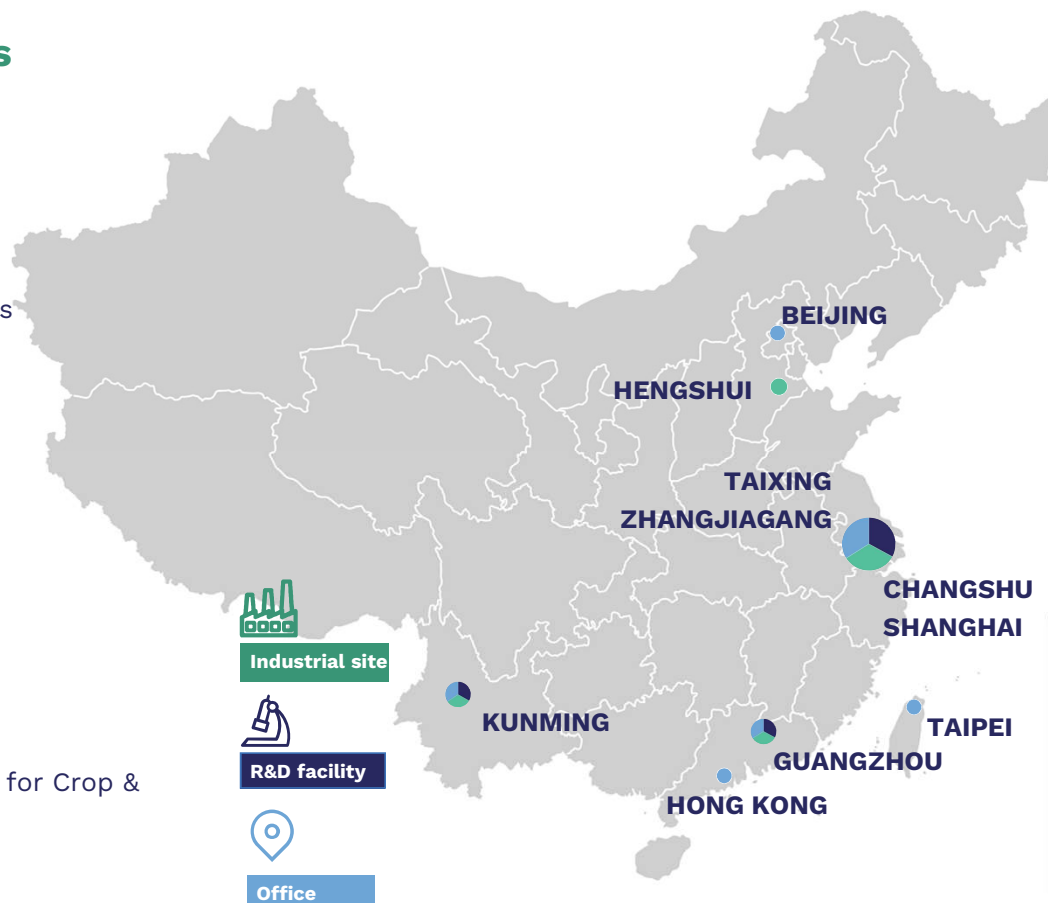 s
s
BEIJING
HENGSHUI
TAIXING
ZHANGJIAGANG
CHANGSHU
SHANGHAI
Industrial site
KUNMING
TAIPEI
GUANGZHOU
R&D facility
for Crop &
HONG KONG
Office